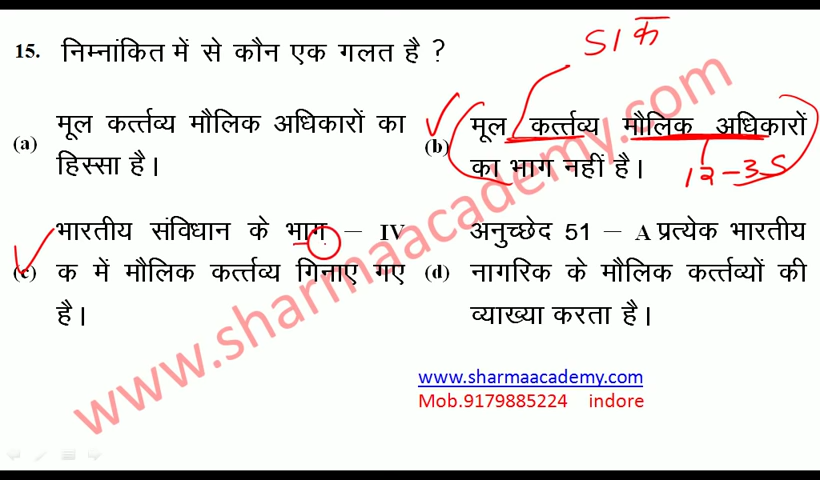 15. निम्नांकित में से कौन एक गलत है ?
51 क
(a) मूल कर्त्तव्य मौलिक अधिकारों का
हिस्सा है।
(b) मूल कर्त्तव्य मौलिक अधिकारों
का भाग नहीं है।
12-35
(c) भारतीय संविधान के भाग – IV
क में मौलिक कर्त्तव्य गिनाए गए
है।
(d) अनुच्छेद 51 – A प्रत्येक भारतीय
नागरिक के मौलिक कर्त्तव्यों की
व्याख्या करता है।
www.sharmaacademy.com
www.sharmaacademy.com
Mob.9179885224 indore